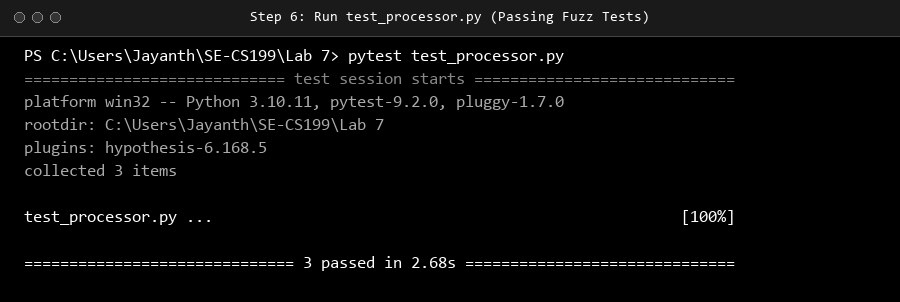 Step 6: Run test_processor.py (Passing Fuzz Tests)
PS C:\Users\Jayanth\SE-CS199\Lab 7> pytest test_processor.py
============================= test session starts =============================
platform win32 -- Python 3.10.11, pytest-9.2.0, pluggy-1.7.0
rootdir: C:\Users\Jayanth\SE-CS199\Lab 7
plugins: hypothesis-6.168.5
collected 3 items
test_processor.py ... [100%]
============================== 3 passed in 2.68s ==============================